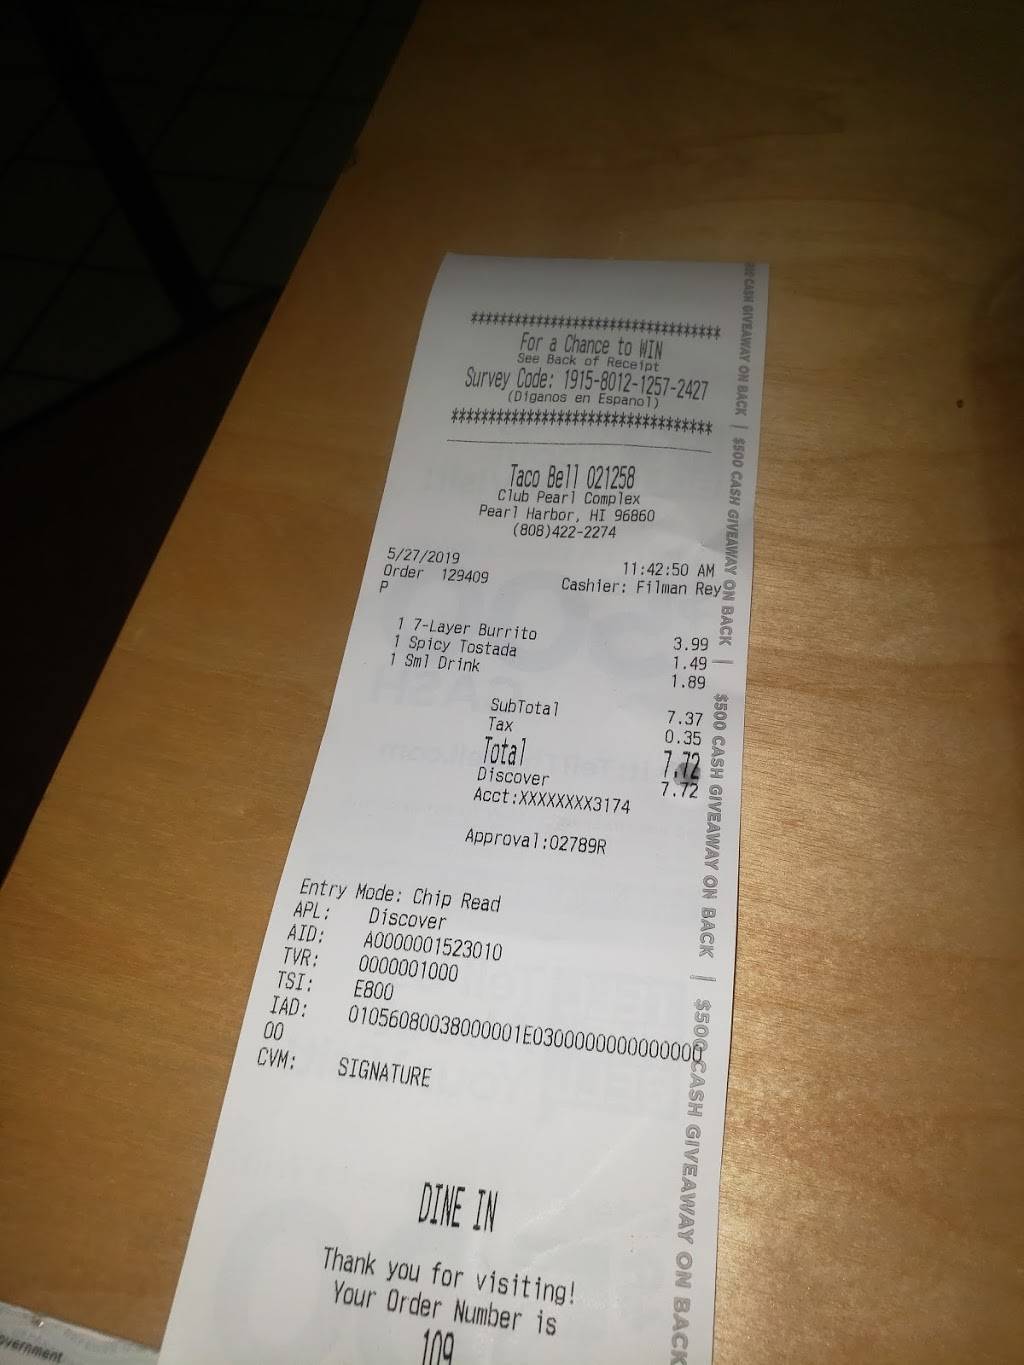 *********************************
For a Chance to WIN
See Back of Receipt
Survey Code: 1915-8012-1257-2427
(Diganos en Espanol)
*********************************
Taco Bell 021258
Club Pearl Complex
Pearl Harbor, HI 96860
(808)422-2274
5/27/2019 11:42:50 AM
Order 129409 Cashier: Filman Rey
P
1 7-Layer Burrito 3.99
1 Spicy Tostada 1.49
1 Sml Drink 1.89
SubTotal 7.37
Tax 0.35
Total 7.72
Discover 7.72
Acct:XXXXXXXX3174
Approval:02789R
Entry Mode: Chip Read
APL: Discover
AID: A0000001523010
TVR: 0000001000
TSI: E800
IAD: 01056080038000001E0300000000000000
00
CVM: SIGNATURE
DINE IN
Thank you for visiting!
Your Order Number is
109
$500 CASH GIVEAWAY ON BACK | $500 CASH GIVEAWAY ON BACK | $500 CASH GIVEAWAY ON BACK | $500 CASH GIVEAWAY ON BACK
overnment